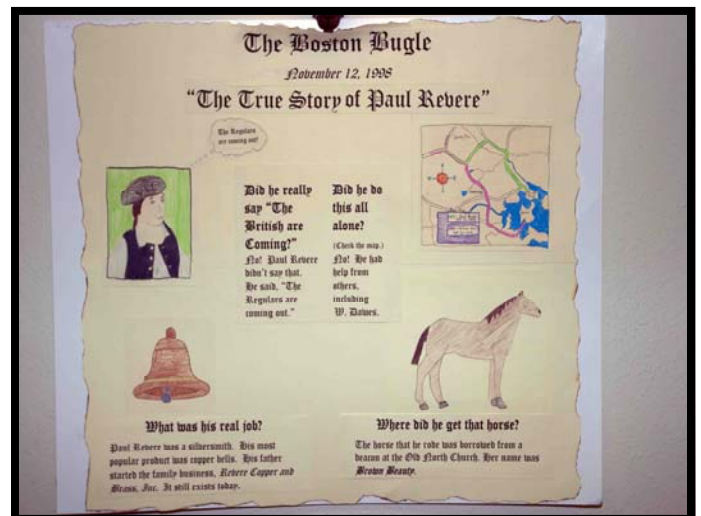 The Boston Bugle
November 12, 1998
"The True Story of Paul Revere"
The Regulars
are coming out!
Did he really
say "The
British are
Coming?"
No! Paul Revere
didn't say that.
He said, "The
Regulars are
coming out."
Did he do
this all
alone?
(Check the map.)
No! He had
help from
others,
including
W. Dawes.
What was his real job?
Paul Revere was a silversmith. His most
popular product was copper bells. His father
started the family business, Revere Copper and
Brass, Inc. It still exists today.
Where did he get that horse?
The horse that he rode was borrowed from a
deacon at the Old North Church. Her name was
Brown Beauty.